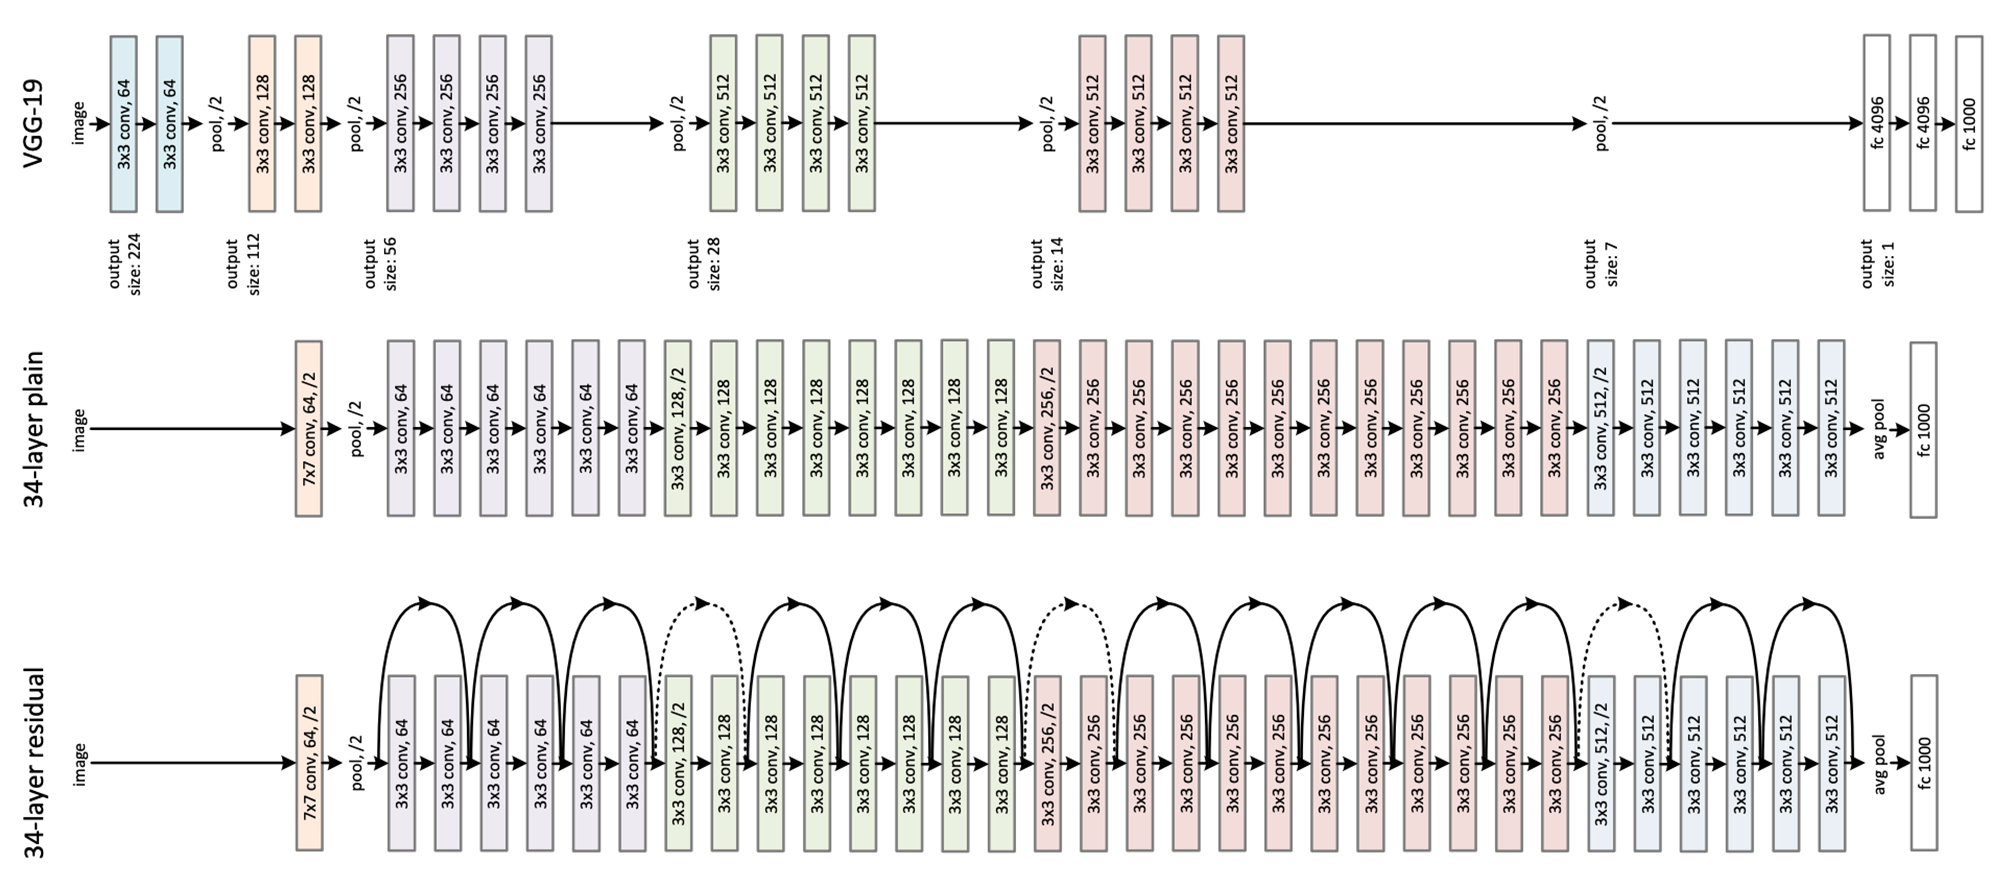 VGG-19
image
3x3 conv, 64
3x3 conv, 64
pool, /2
3x3 conv, 128
3x3 conv, 128
pool, /2
3x3 conv, 256
3x3 conv, 256
3x3 conv, 256
3x3 conv, 256
pool, /2
3x3 conv, 512
3x3 conv, 512
3x3 conv, 512
3x3 conv, 512
pool, /2
3x3 conv, 512
3x3 conv, 512
3x3 conv, 512
3x3 conv, 512
pool, /2
fc 4096
fc 4096
fc 1000
output
size: 224
output
size: 112
output
size: 56
output
size: 28
output
size: 14
output
size: 7
output
size: 1
34-layer plain
image
7x7 conv, 64, /2
pool, /2
3x3 conv, 64
3x3 conv, 64
3x3 conv, 64
3x3 conv, 64
3x3 conv, 64
3x3 conv, 64
3x3 conv, 128, /2
3x3 conv, 128
3x3 conv, 128
3x3 conv, 128
3x3 conv, 128
3x3 conv, 128
3x3 conv, 128
3x3 conv, 128
3x3 conv, 256, /2
3x3 conv, 256
3x3 conv, 256
3x3 conv, 256
3x3 conv, 256
3x3 conv, 256
3x3 conv, 256
3x3 conv, 256
3x3 conv, 256
3x3 conv, 256
3x3 conv, 256
3x3 conv, 256
3x3 conv, 512, /2
3x3 conv, 512
3x3 conv, 512
3x3 conv, 512
3x3 conv, 512
3x3 conv, 512
avg pool
fc 1000
34-layer residual
image
7x7 conv, 64, /2
pool, /2
3x3 conv, 64
3x3 conv, 64
3x3 conv, 64
3x3 conv, 64
3x3 conv, 64
3x3 conv, 64
3x3 conv, 128, /2
3x3 conv, 128
3x3 conv, 128
3x3 conv, 128
3x3 conv, 128
3x3 conv, 128
3x3 conv, 128
3x3 conv, 128
3x3 conv, 256, /2
3x3 conv, 256
3x3 conv, 256
3x3 conv, 256
3x3 conv, 256
3x3 conv, 256
3x3 conv, 256
3x3 conv, 256
3x3 conv, 256
3x3 conv, 256
3x3 conv, 256
3x3 conv, 256
3x3 conv, 512, /2
3x3 conv, 512
3x3 conv, 512
3x3 conv, 512
3x3 conv, 512
3x3 conv, 512
avg pool
fc 1000